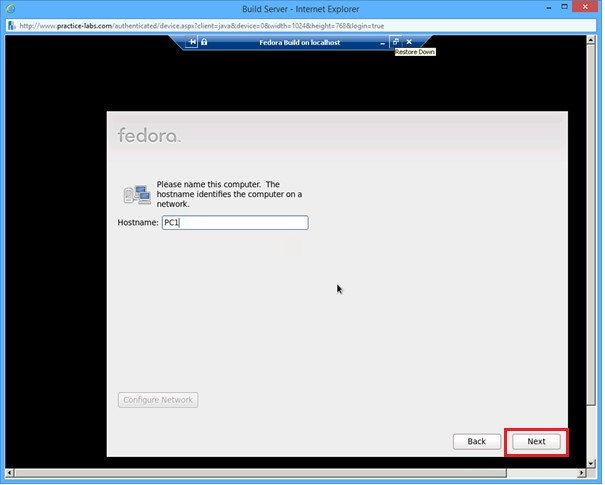 Build Server - Internet Explorer
http://www.practice-labs.com/authenticated/device.aspx?client=java&device=0&width=1024&height=768&login=true
Fedora Build on localhost
Restore Down
fedora
Please name this computer. The
hostname identifies the computer on a
network.
Hostname: PC1
Configure Network
Back Next